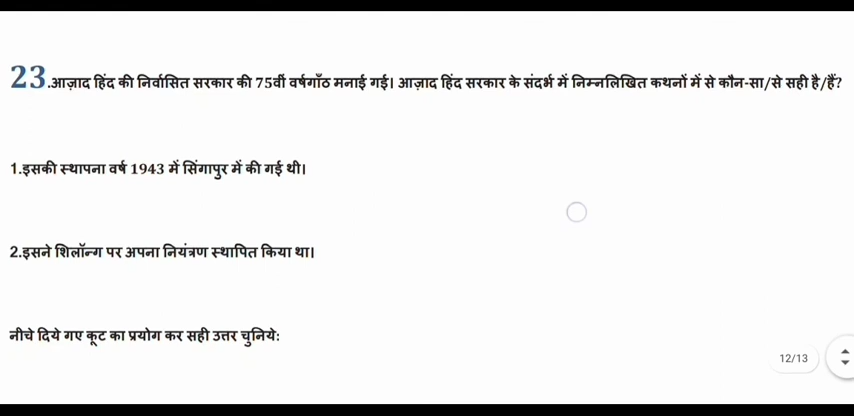 23.आज़ाद हिंद की निर्वासित सरकार की 75वीं वर्षगाँठ मनाई गई। आज़ाद हिंद सरकार के संदर्भ में निम्नलिखित कथनों में से कौन-सा/से सही है/हैं?
1.इसकी स्थापना वर्ष 1943 में सिंगापुर में की गई थी।
2.इसने शिलॉन्ग पर अपना नियंत्रण स्थापित किया था।
नीचे दिये गए कूट का प्रयोग कर सही उत्तर चुनिये:
12/13